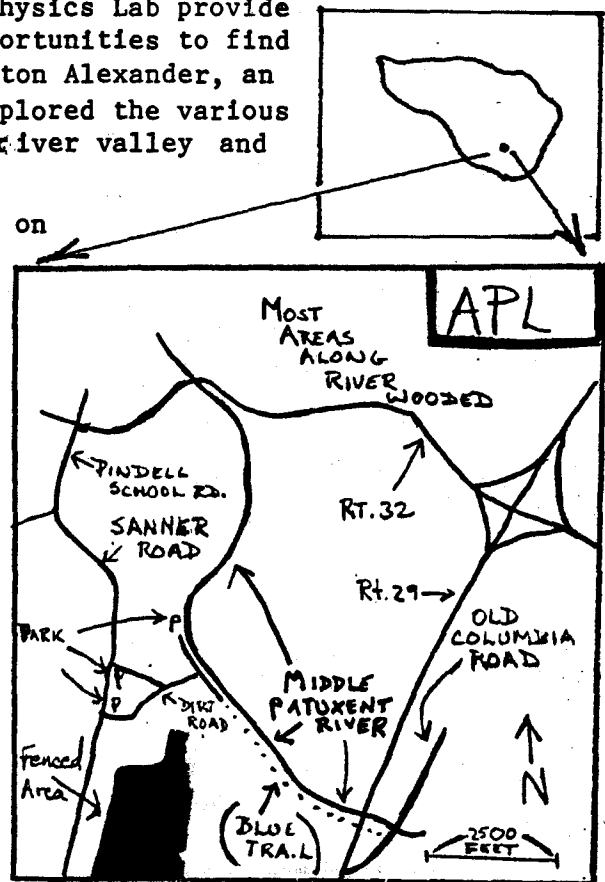 hysics Lab provide
ortunities to find
ton Alexander, an
plored the various
river valley and
on
APL
MOST
AREAS
ALONG
RIVER
WOODED
PINDELL
SCHOOL RD.
SANNER
ROAD
RT.32
Rt.29
OLD
COLUMBIA
ROAD
PARK
P
P
P
DIRT
ROAD
MIDDLE
PATUXENT
RIVER
Fenced
Area
(BLUE
TRAIL)
N
2500
FEET